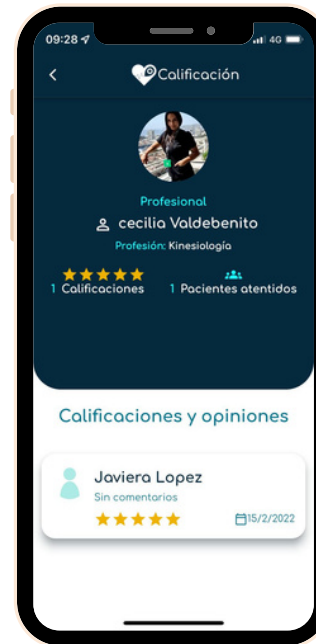 09:28 4G
Calificación
Profesional
cecilia Valdebenito
Profesión: Kinesiología
1 Calificaciones 1 Pacientes atentidos
Calificaciones y opiniones
Javiera Lopez
Sin comentarios
15/2/2022